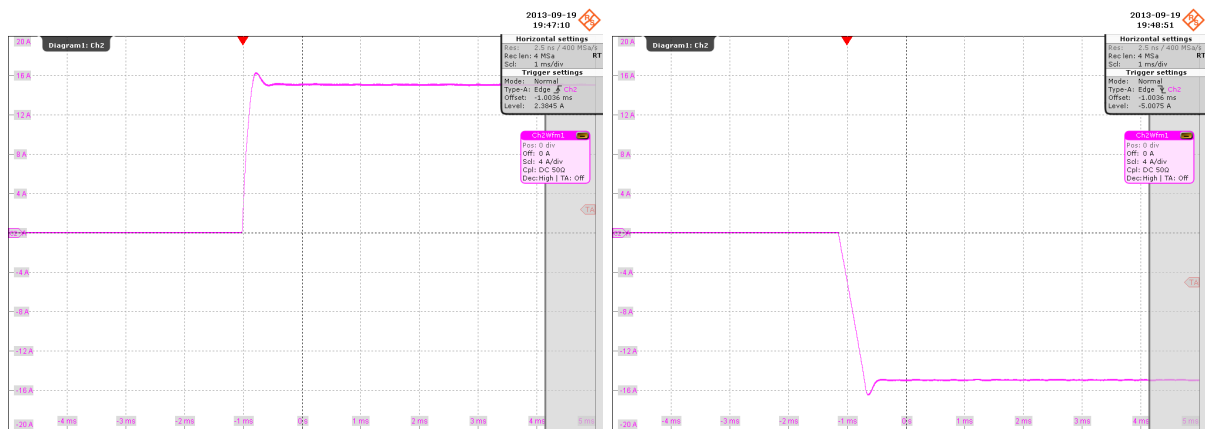 2013-09-19
19:47:10
Diagram1: Ch2
Horizontal settings
Res: 2.5 ns / 400 MSa/s
Rec len: 4 MSa RT
Scl: 1 ms/div
Trigger settings
Mode: Normal
Type-A: Edge Ch2
Offset: -1.0036 ms
Level: 2.3845 A
Ch2Wfm1
Pos: 0 div
Off: 0 A
Scl: 4 A/div
Cpl: DC 50Ω
Dec: High | TA: Off
TA
20 A
16 A
12 A
8 A
4 A
-4 A
-8 A
-12 A
-16 A
-20 A
-4 ms -3 ms -2 ms -1 ms 0 s 1 ms 2 ms 3 ms 4 ms 5 ms
2013-09-19
19:48:51
Diagram1: Ch2
Horizontal settings
Res: 2.5 ns / 400 MSa/s
Rec len: 4 MSa RT
Scl: 1 ms/div
Trigger settings
Mode: Normal
Type-A: Edge Ch2
Offset: -1.0036 ms
Level: -5.0075 A
Ch2Wfm1
Pos: 0 div
Off: 0 A
Scl: 4 A/div
Cpl: DC 50Ω
Dec: High | TA: Off
TA
20 A
16 A
12 A
8 A
4 A
-4 A
-8 A
-12 A
-16 A
-20 A
-4 ms -3 ms -2 ms -1 ms 0 s 1 ms 2 ms 3 ms 4 ms 5 ms